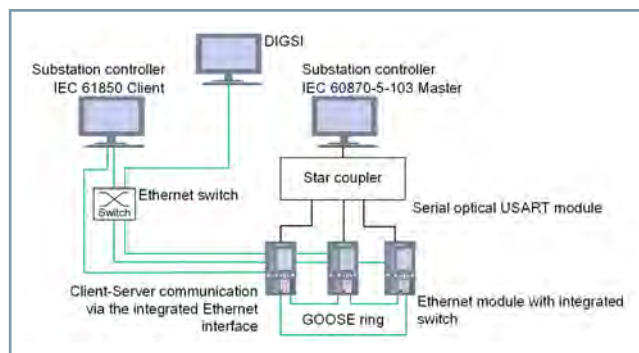 DIGSI
Substation controller
IEC 61850 Client
Substation controller
IEC 60870-5-103 Master
Star coupler
Ethernet switch
Switch
Serial optical USART module
Client-Server communication
via the integrated Ethernet
interface
GOOSE ring
Ethernet module with integrated
switch